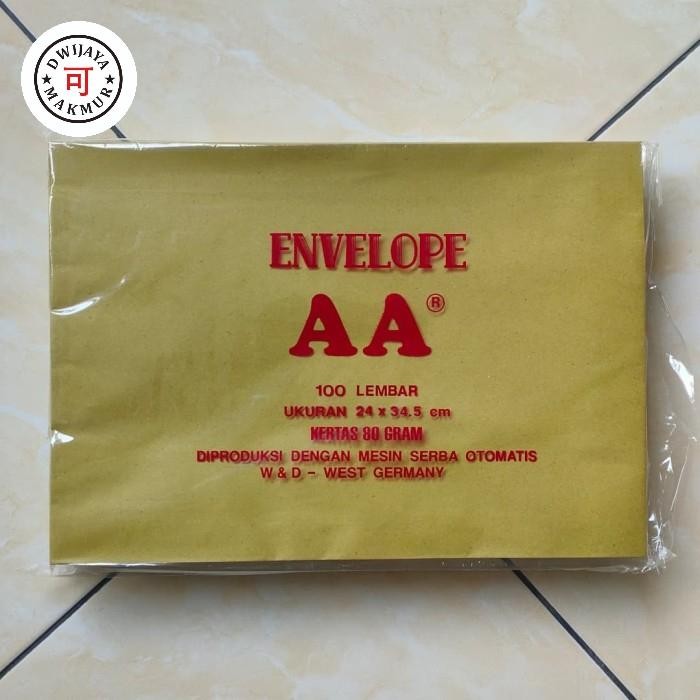 DWIJAYA
可
MAKMUR
ENVELOPE
AA®
100 LEMBAR
UKURAN 24 x 34.5 cm
KERTAS 80 GRAM
DIPRODUKSI DENGAN MESIN SERBA OTOMATIS
W & D - WEST GERMANY